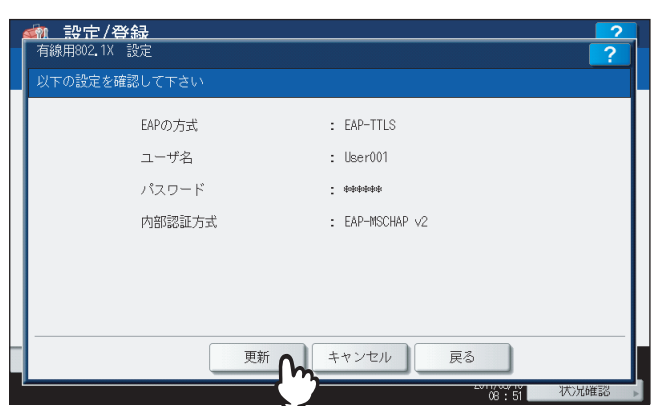 設定/登録
?
有線用802.1X 設定
?
以下の設定を確認して下さい
EAPの方式 : EAP-TTLS
ユーザ名 : User001
パスワード : ******
内部認証方式 : EAP-MSCHAP v2
更新 キャンセル 戻る
08:51 状況確認